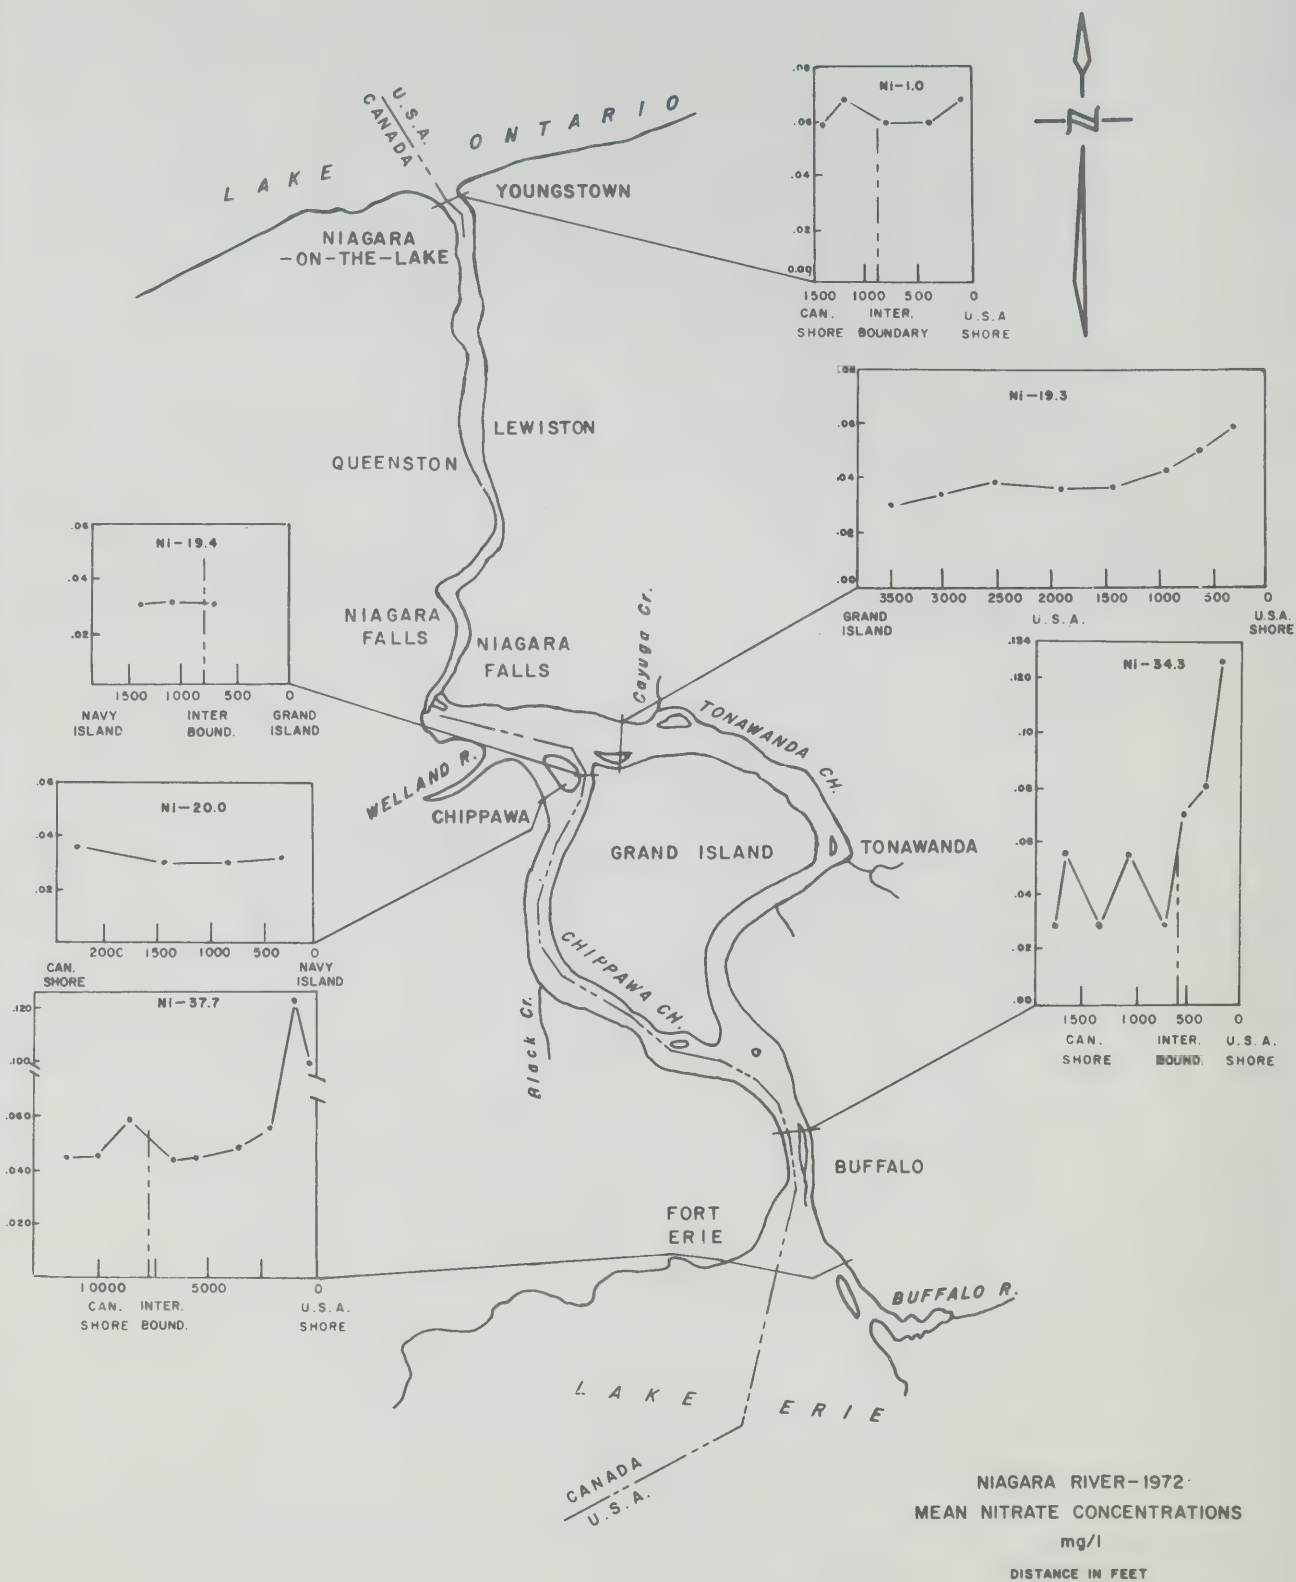 U.S.A.
CANADA
LAKE ONTARIO
YOUNGSTOWN
NIAGARA
-ON-THE-LAKE
N
Ni-1.0
.08
.06
.04
.02
0.00
1500 1000 500 0
CAN. INTER. U.S.A
SHORE BOUNDARY SHORE
LEWISTON
QUEENSTON
Ni-19.3
.08
.06
.04
.02
.00
3500 3000 2500 2000 1500 1000 500 0
GRAND U.S.A. U.S.A.
ISLAND SHORE
Ni-19.4
.06
.04
.02
1500 1000 500 0
NAVY INTER GRAND
ISLAND BOUND. ISLAND
NIAGARA
FALLS
NIAGARA
FALLS
Cayuga Cr.
TONAWANDA CH.
WELLAND R.
CHIPPAWA
GRAND ISLAND
TONAWANDA
Ni-34.3
.134
.120
.10
.08
.06
.04
.02
.00
1500 1000 500 0
CAN. INTER. U.S.A.
SHORE BOUND. SHORE
Ni-20.0
.06
.04
.02
2000 1500 1000 500 0
CAN. NAVY
SHORE ISLAND
CHIPPAWA CH.
Black Cr.
Ni-37.7
.120
.100
.060
.040
.020
10000 5000 0
CAN. INTER. U.S.A.
SHORE BOUND. SHORE
BUFFALO
FORT
ERIE
BUFFALO R.
LAKE ERIE
CANADA
U.S.A.
NIAGARA RIVER-1972
MEAN NITRATE CONCENTRATIONS
mg/l
DISTANCE IN FEET